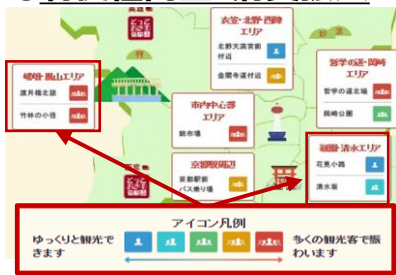 衣笠・北野・西陣
エリア
北野天満宮前
付近
金閣寺道付近
嵯峨・嵐山エリア
渡月橋北詰
竹林の小径
哲学の道・岡崎
エリア
哲学の道北端
岡崎公園
市内中心部
エリア
錦市場
京都駅周辺
京都駅前
バス乗り場
祇園・清水エリア
花見小路
清水坂
アイコン凡例
ゆっくりと観光で
きます
多くの観光客で賑
わいます